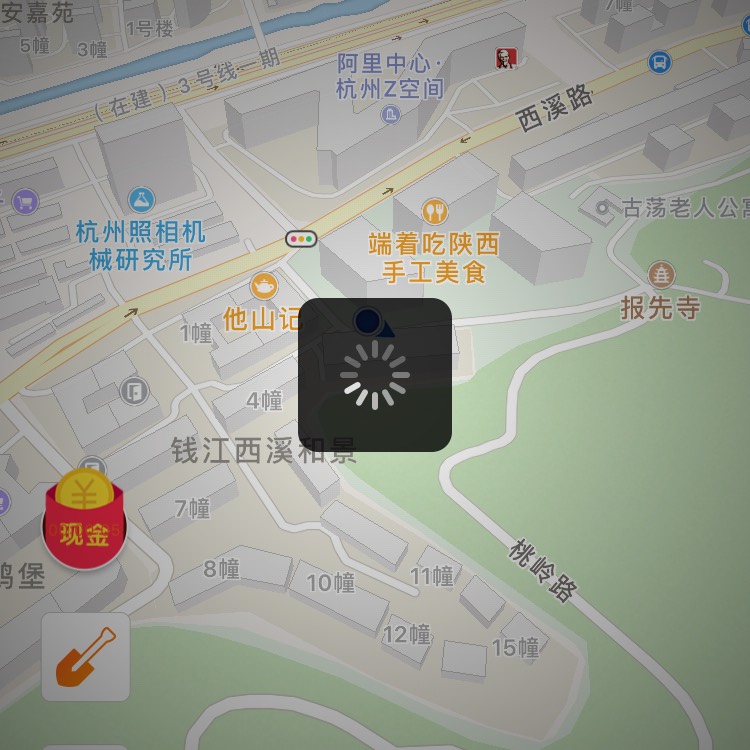 安嘉苑
1号楼
5幢
3幢
7幢
(在建) 3号线一期
阿里中心·
杭州Z空间
西溪路
古荡老人公寓
杭州照相机
械研究所
端着吃陕西
手工美食
报先寺
他山记
1幢
4幢
钱江西溪和景
7幢
现金
8幢
10幢
11幢
桃岭路
12幢
15幢